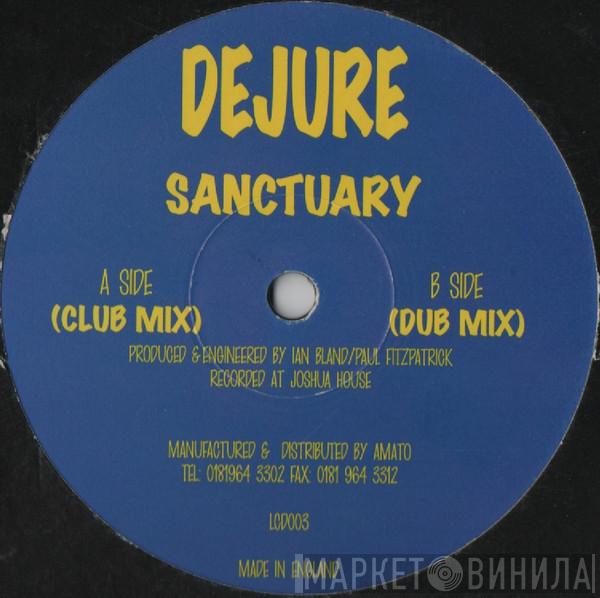 DEJURE
SANCTUARY
A SIDE
(CLUB MIX)
B SIDE
(DUB MIX)
PRODUCED & ENGINEERED BY IAN BLAND/PAUL FITZPATRICK
RECORDED AT JOSHUA HOUSE
MANUFACTURED & DISTRIBUTED BY AMATO
TEL: 0181964 3302 FAX: 0181 964 3312
LCD003
MADE IN ENGLAND
МАРКЕТ ВИНИЛА